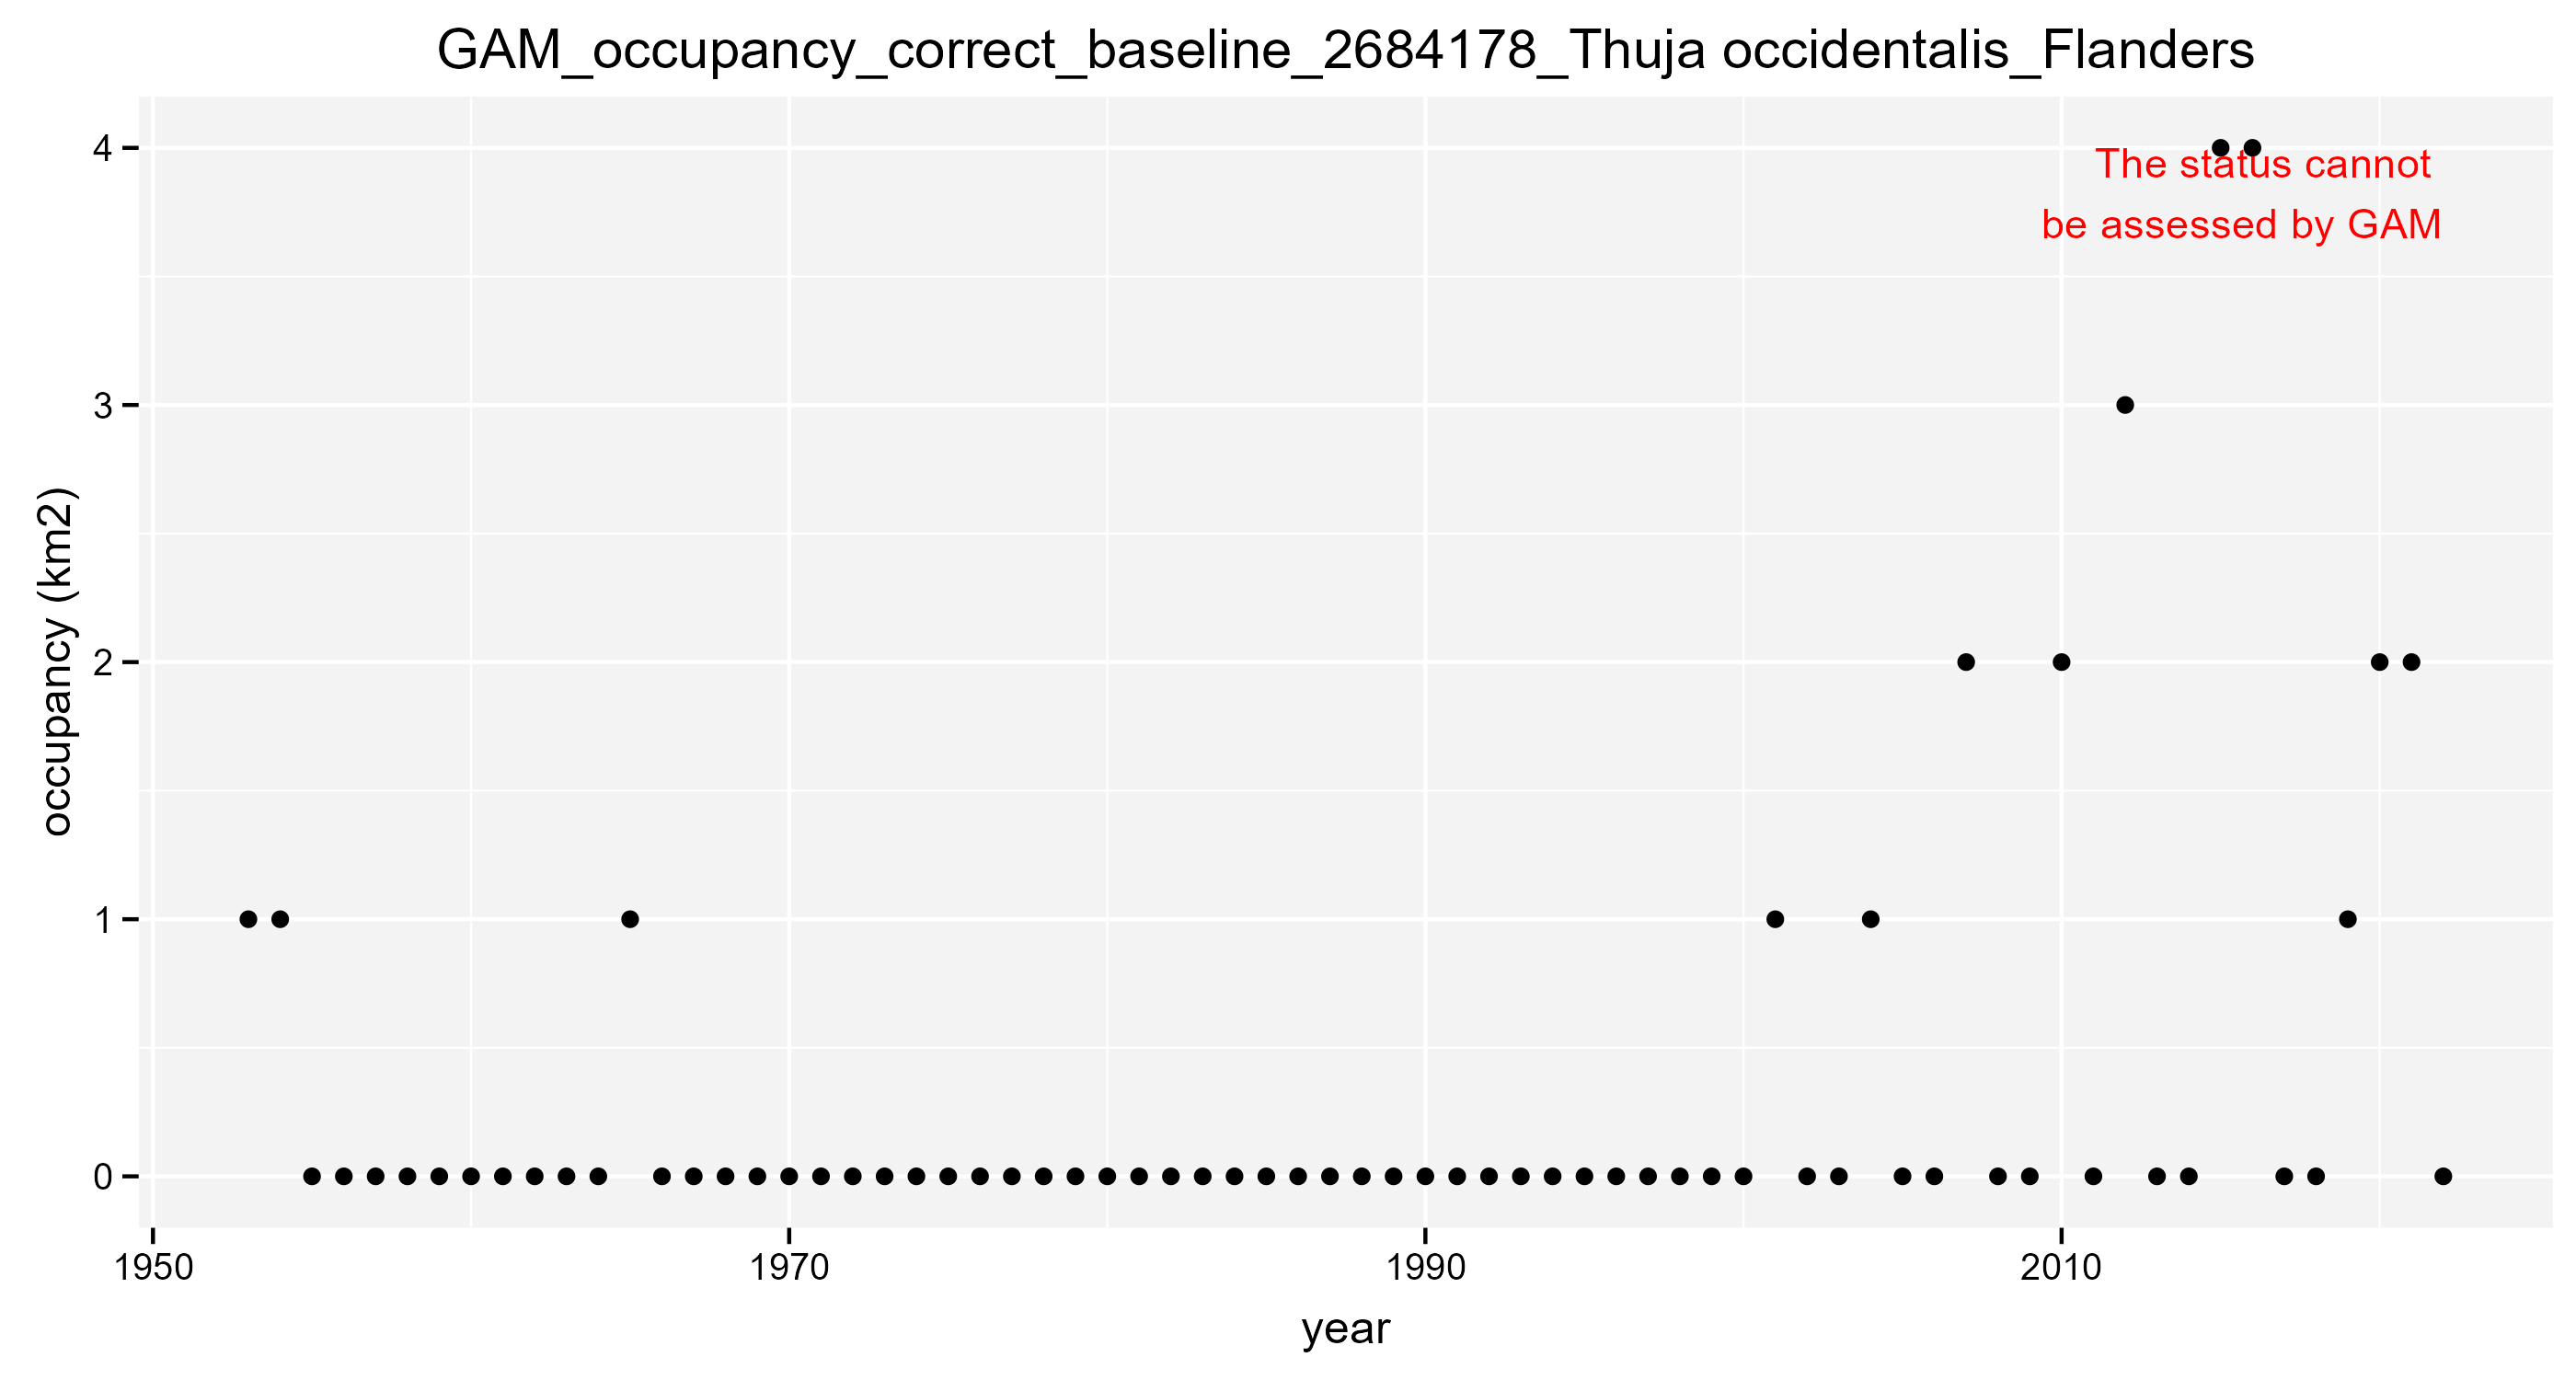 GAM_occupancy_correct_baseline_2684178_Thuja occidentalis_Flanders
4
The status cannot
be assessed by GAM
3
occupancy (km2)
2
1
0
1950 1970 1990 2010
year